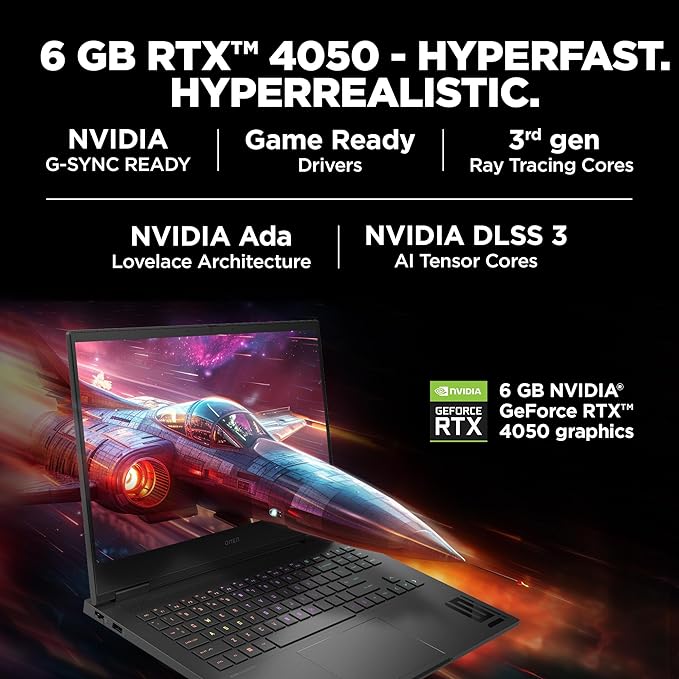 6 GB RTX™ 4050 - HYPERFAST.
HYPERREALISTIC.
NVIDIA
G-SYNC READY
Game Ready
Drivers
3rd gen
Ray Tracing Cores
NVIDIA Ada
Lovelace Architecture
NVIDIA DLSS 3
AI Tensor Cores
NVIDIA
GEFORCE
RTX
6 GB NVIDIA®
GeForce RTX™
4050 graphics
OMEN